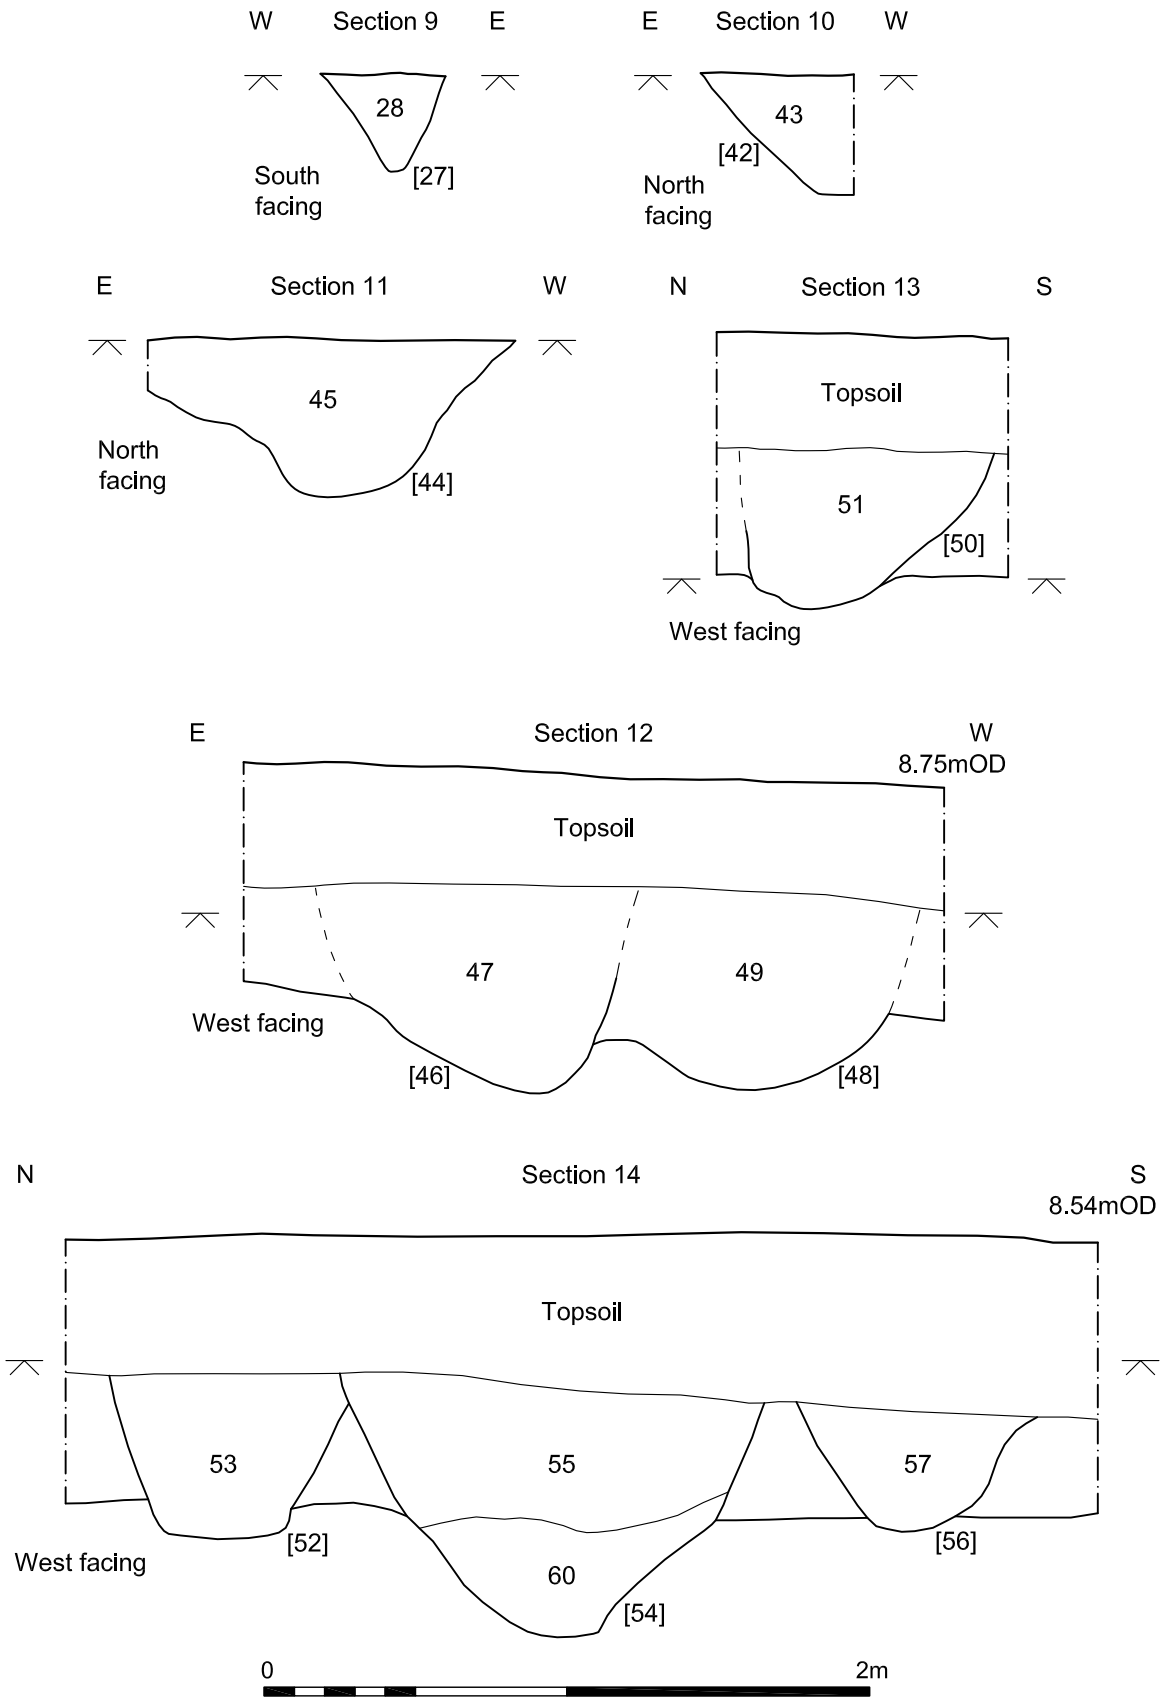 W Section 9 E
28
[27]
South
facing
E Section 10 W
43
[42]
North
facing
E Section 11 W
45
[44]
North
facing
N Section 13 S
Topsoil
51
[50]
West facing
E Section 12 W
8.75mOD
Topsoil
47 49
West facing
[46] [48]
N Section 14 S
8.54mOD
Topsoil
53 55 57
[52] [56]
West facing
60
[54]
0 2m